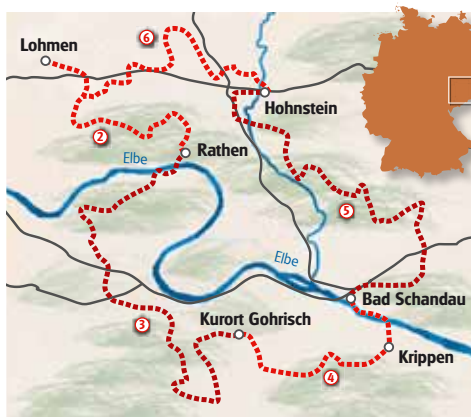 6
Lohmen
Hohnstein
2
Rathen
Elbe
5
Elbe
Bad Schandau
3
Kurort Gohrisch
Krippen
4